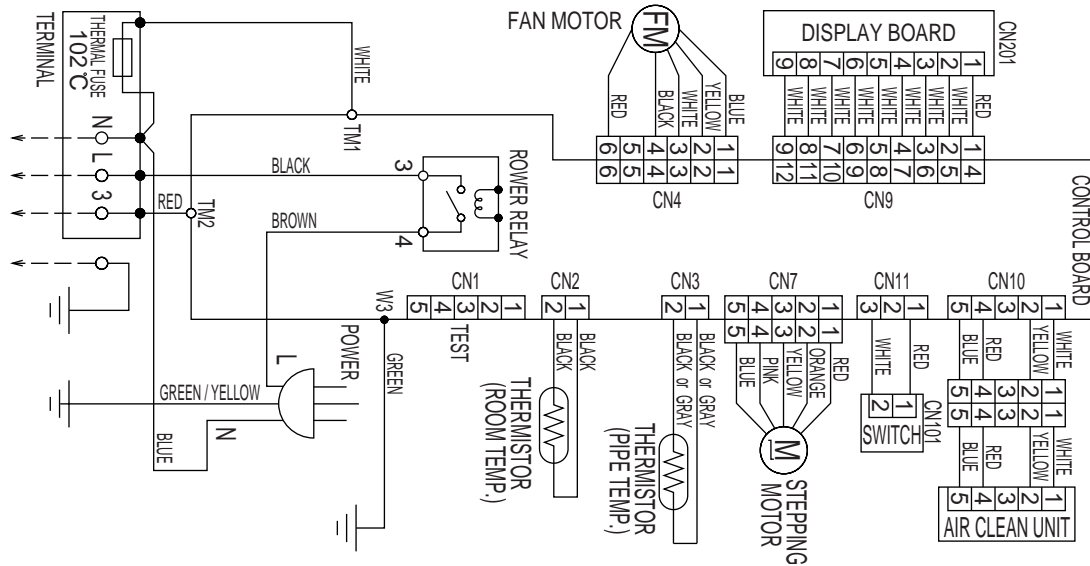 FAN MOTOR
FM
RED
BLACK
WHITE
YELLOW
BLUE
6 5 4 3 2 1
6 5 4 3 2 1
CN4
DISPLAY BOARD
CN201
9 8 7 6 5 4 3 2 1
WHITE
WHITE
WHITE
WHITE
WHITE
WHITE
WHITE
RED
9 8 7 6 5 4 3 2 1
12 11 10 9 8 7 6 5 4
CN9
CONTROL BOARD
TERMINAL
THERMAL FUSE
102℃
N
L
3
WHITE
TM1
BLACK
RED
TM2
BROWN
3
4
ROWER RELAY
W3
GREEN
POWER
L
GREEN / YELLOW
N
BLUE
CN1
5 4 3 2 1
TEST
CN2
2 1
BLACK
BLACK
THERMISTOR
(ROOM TEMP.)
CN3
2 1
BLACK or GRAY
BLACK or GRAY
THERMISTOR
(PIPE TEMP.)
CN7
5 4 3 2 1
5 4 3 2 1
BLUE
PINK
YELLOW
ORANGE
RED
M
STEPPING
MOTOR
CN11
3 2 1
WHITE
RED
2 1
CN101
SWITCH
CN10
5 4 3 2 1
BLUE
RED
YELLOW
WHITE
5 4 3 2 1
5 4 3 2 1
BLUE
RED
YELLOW
WHITE
5 4 3 2 1
AIR CLEAN UNIT